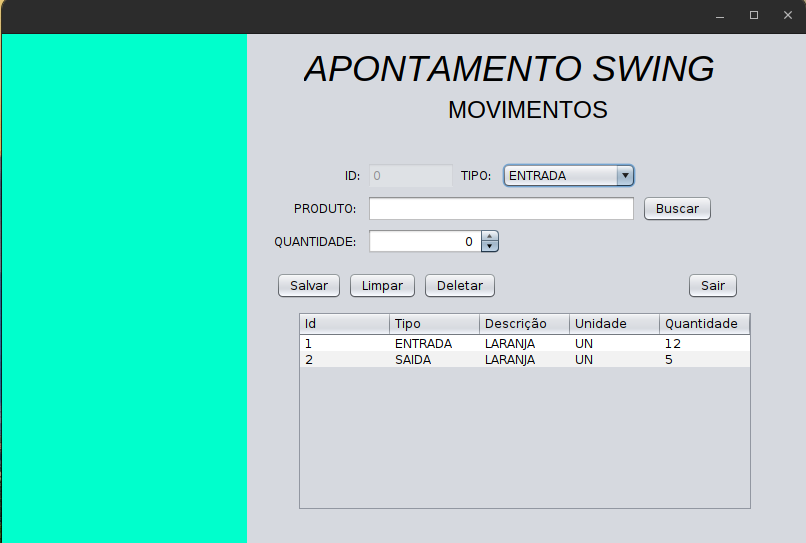 APONTAMENTO SWING
MOVIMENTOS
ID: 0 TIPO: ENTRADA
PRODUTO: Buscar
QUANTIDADE: 0
Salvar Limpar Deletar Sair
Id Tipo Descrição Unidade Quantidade
1 ENTRADA LARANJA UN 12
2 SAIDA LARANJA UN 5